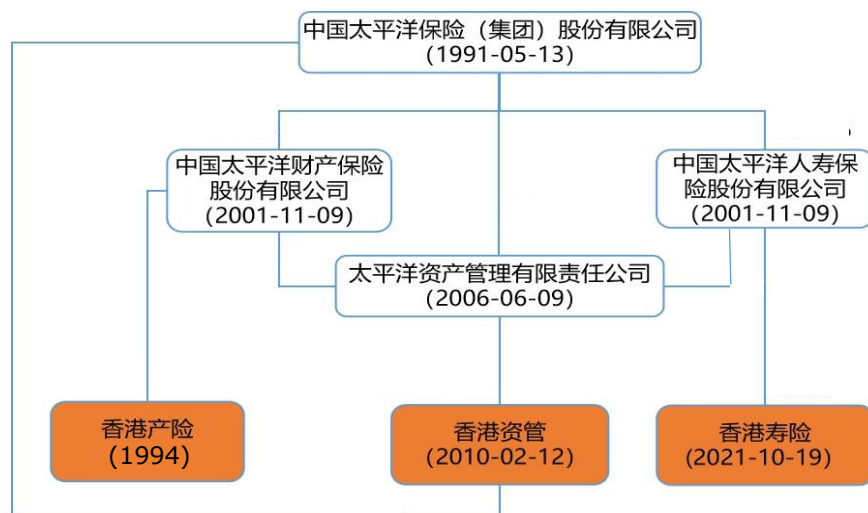 中国太平洋保险（集团）股份有限公司
(1991-05-13)
中国太平洋财产保险
股份有限公司
(2001-11-09)
中国太平洋人寿保
险股份有限公司
(2001-11-09)
太平洋资产管理有限责任公司
(2006-06-09)
香港产险
(1994)
香港资管
(2010-02-12)
香港寿险
(2021-10-19)